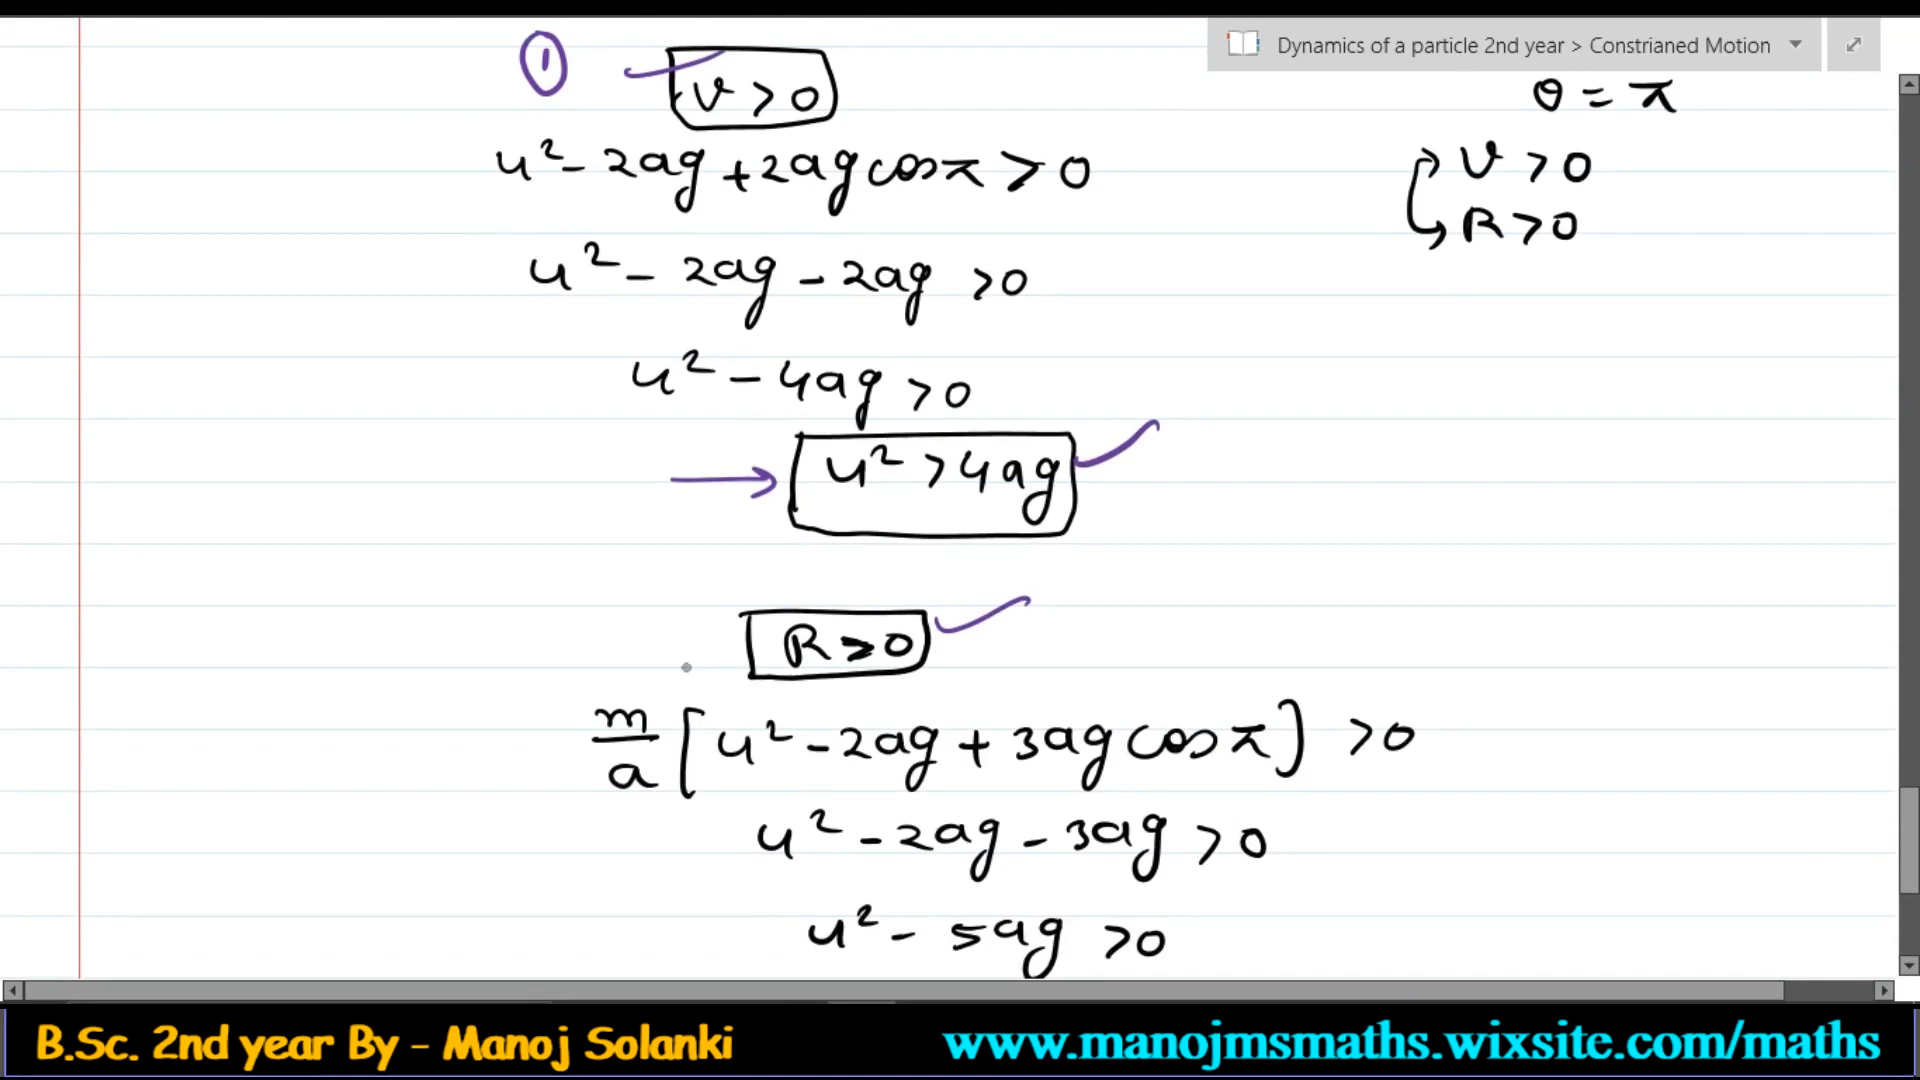 Dynamics of a particle 2nd year > Constrianed Motion
①
v > 0
θ = π
u² - 2ag + 2ag cosπ > 0
v > 0
R > 0
u² - 2ag - 2ag > 0
u² - 4ag > 0
→ u² > 4ag
R > 0
m/a [u² - 2ag + 3ag cosπ] > 0
u² - 2ag - 3ag > 0
u² - 5ag > 0
B.Sc. 2nd year By - Manoj Solanki
www.manojmsmaths.wixsite.com/maths